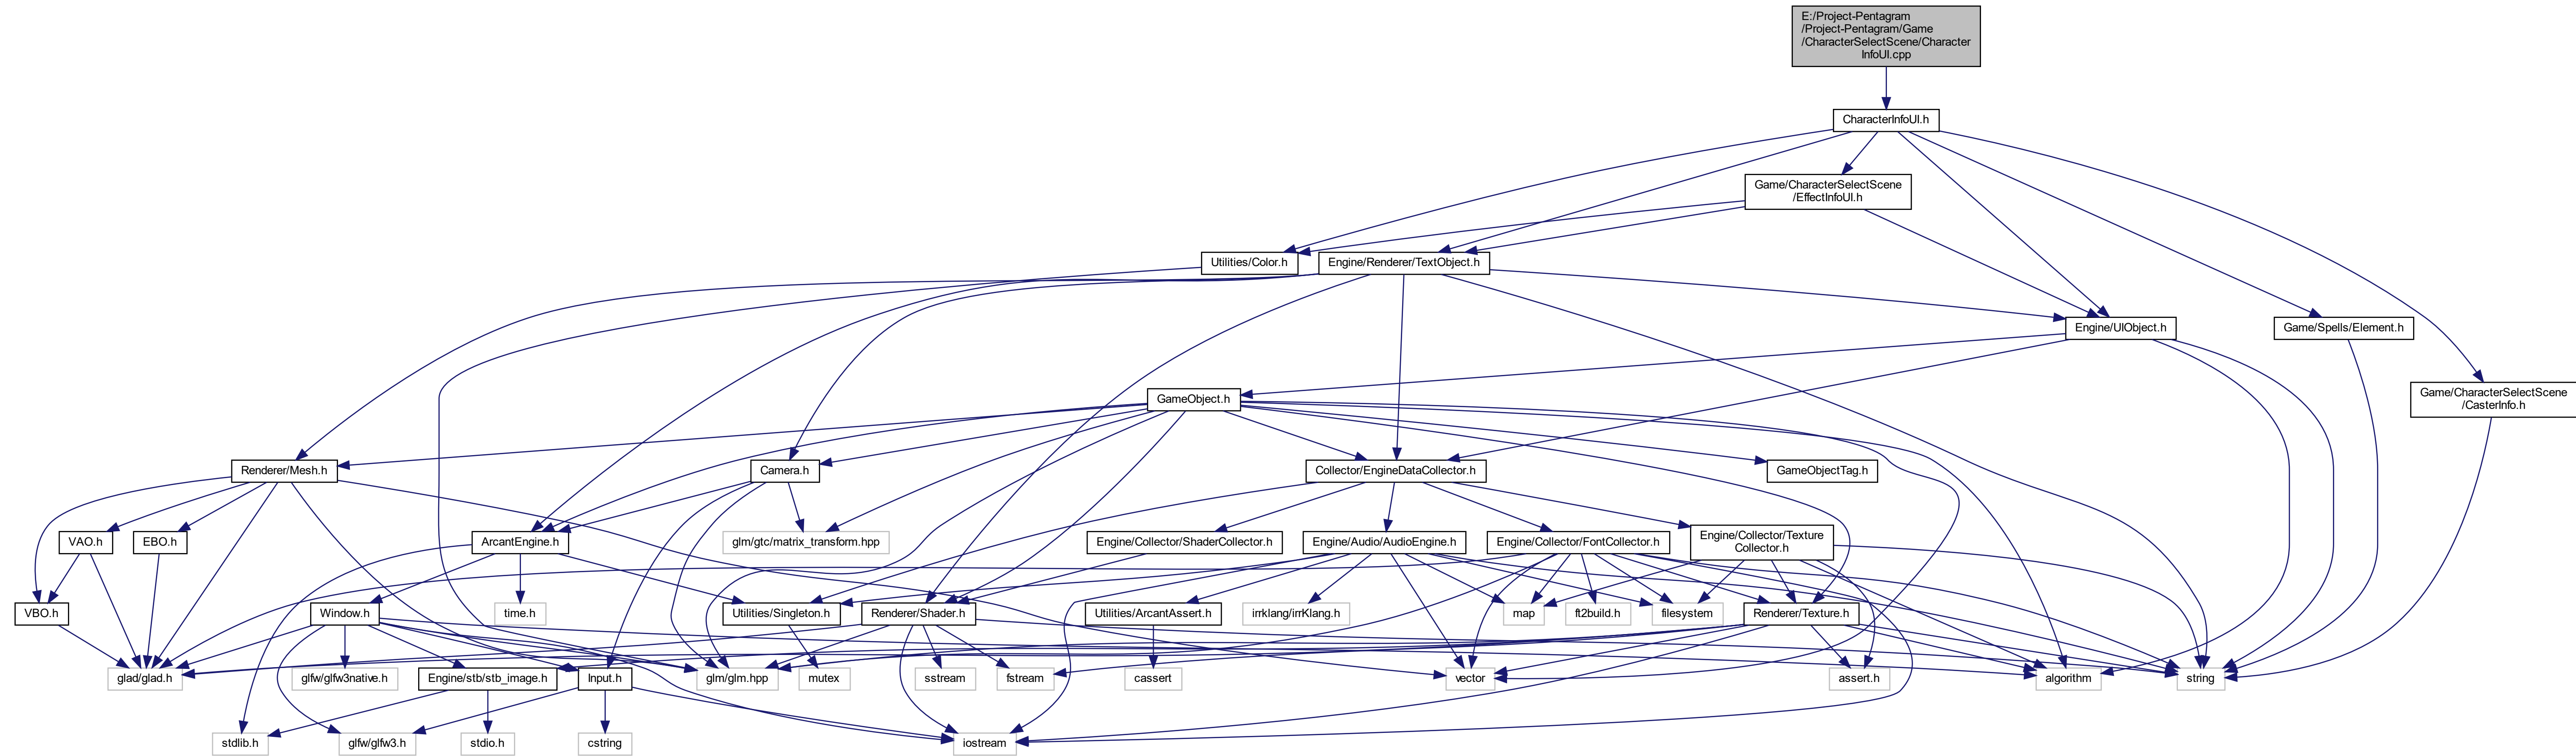 E:/Project-Pentagram
/Project-Pentagram/Game
/CharacterSelectScene/Character
InfoUI.cpp
CharacterInfoUI.h
Game/CharacterSelectScene
/EffectInfoUI.h
Utilities/Color.h
Engine/Renderer/TextObject.h
Engine/UIObject.h
Game/Spells/Element.h
GameObject.h
Game/CharacterSelectScene
/CasterInfo.h
Renderer/Mesh.h
Camera.h
Collector/EngineDataCollector.h
GameObjectTag.h
VAO.h
EBO.h
ArcantEngine.h
glm/gtc/matrix_transform.hpp
Engine/Collector/ShaderCollector.h
Engine/Audio/AudioEngine.h
Engine/Collector/FontCollector.h
Engine/Collector/Texture
Collector.h
VBO.h
Window.h
time.h
Utilities/Singleton.h
Renderer/Shader.h
Utilities/ArcantAssert.h
irrklang/irrKlang.h
map
ft2build.h
filesystem
Renderer/Texture.h
glad/glad.h
glfw/glfw3native.h
Engine/stb/stb_image.h
Input.h
glm/glm.hpp
mutex
sstream
fstream
cassert
vector
assert.h
algorithm
string
stdlib.h
glfw/glfw3.h
stdio.h
cstring
iostream